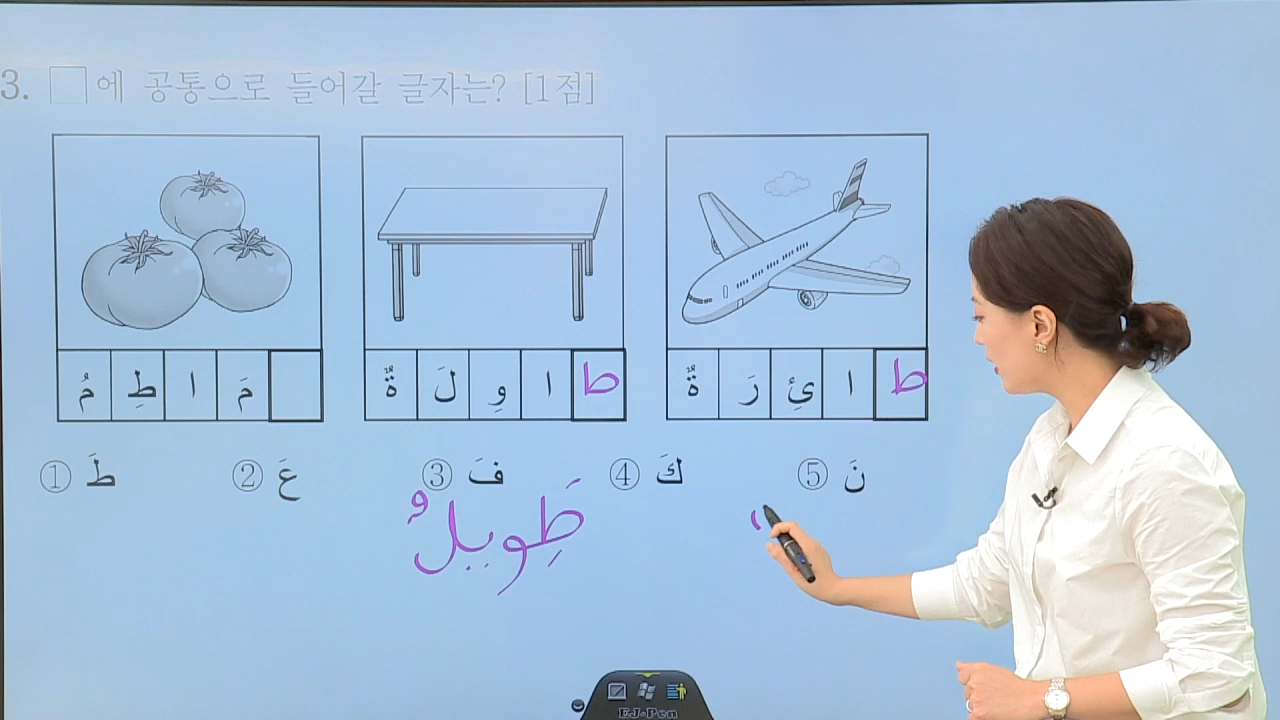 3. □에 공통으로 들어갈 글자는? [1점]
مَ ا طِ مُ
ط ا وِ لَ ةٌ
ط ا ئِ رَ ةٌ
① طَ ② عَ ③ فَ ④ كَ ⑤ نَ
EJ-Pen